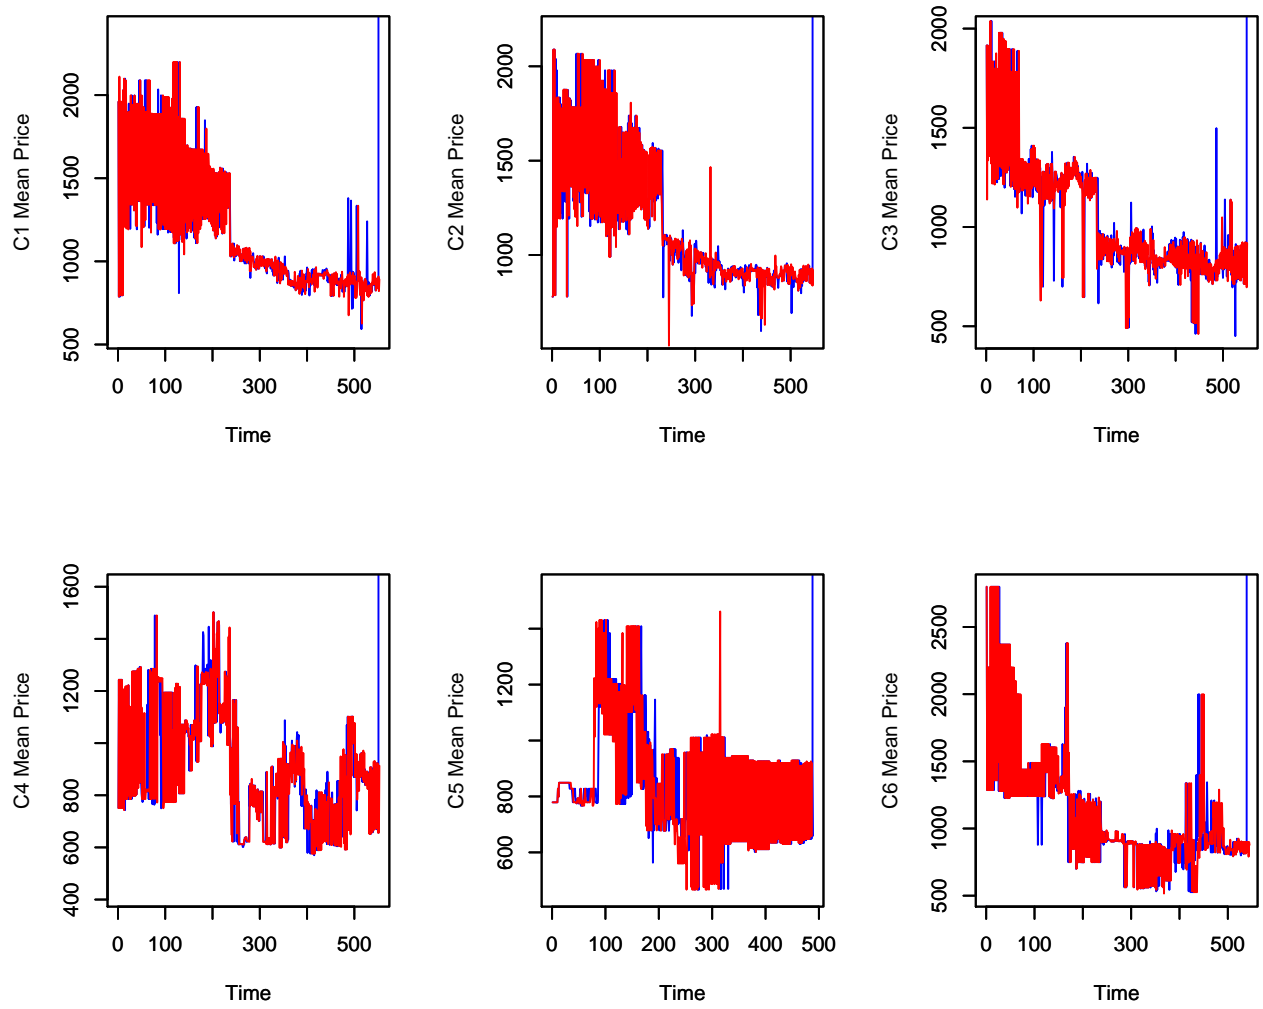 C1 Mean Price
500 1000 1500 2000
0 100 300 500
Time
C2 Mean Price
1000 1500 2000
0 100 300 500
Time
C3 Mean Price
500 1000 1500 2000
0 100 300 500
Time
C4 Mean Price
400 600 800 1200 1600
0 100 300 500
Time
C5 Mean Price
600 800 1200
0 100 200 300 400 500
Time
C6 Mean Price
500 1000 1500 2000 2500
0 100 300 500
Time